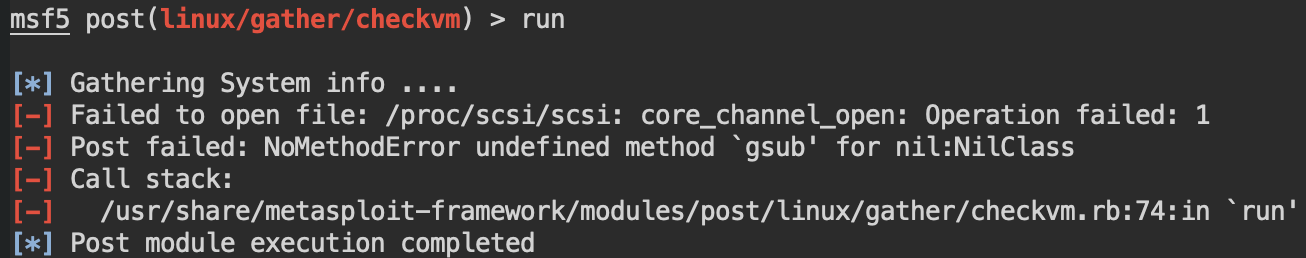 msf5 post(linux/gather/checkvm) > run
[*] Gathering System info ....
[-] Failed to open file: /proc/scsi/scsi: core_channel_open: Operation failed: 1
[-] Post failed: NoMethodError undefined method `gsub' for nil:NilClass
[-] Call stack:
[-]   /usr/share/metasploit-framework/modules/post/linux/gather/checkvm.rb:74:in `run'
[*] Post module execution completed